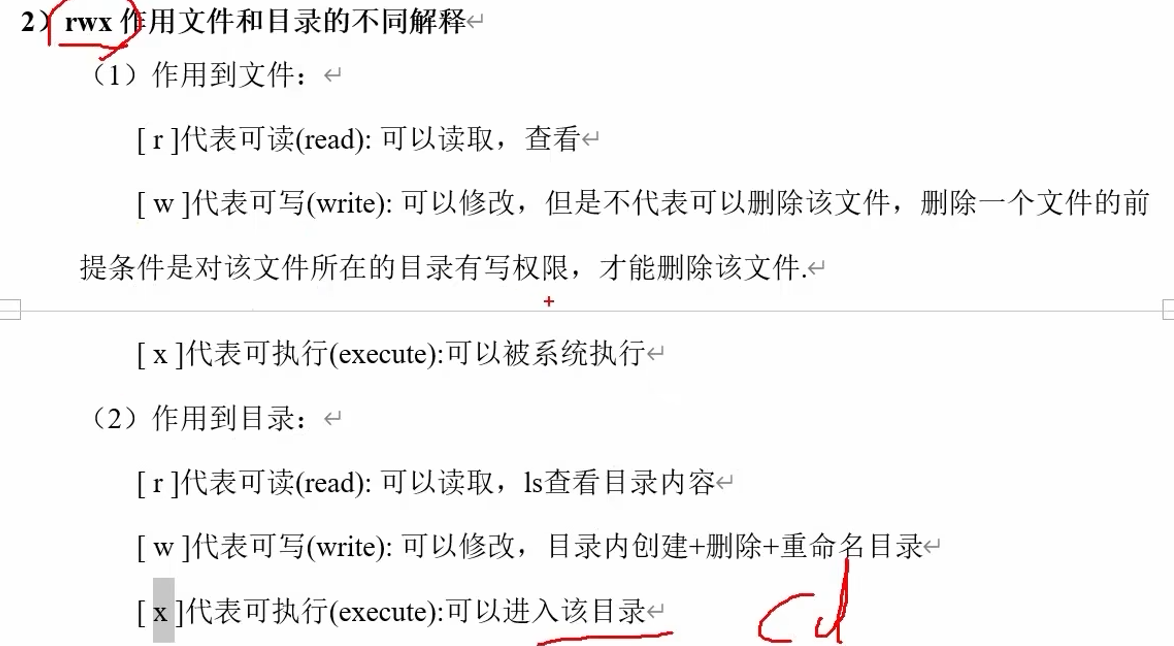 2）rwx 作用文件和目录的不同解释↵
（1）作用到文件：↵
[ r ]代表可读(read): 可以读取，查看↵
[ w ]代表可写(write): 可以修改，但是不代表可以删除该文件，删除一个文件的前
提条件是对该文件所在的目录有写权限，才能删除该文件.↵
[ x ]代表可执行(execute):可以被系统执行↵
（2）作用到目录：↵
[ r ]代表可读(read): 可以读取，ls查看目录内容↵
[ w ]代表可写(write): 可以修改，目录内创建+删除+重命名目录↵
[ x ]代表可执行(execute):可以进入该目录↵
cd